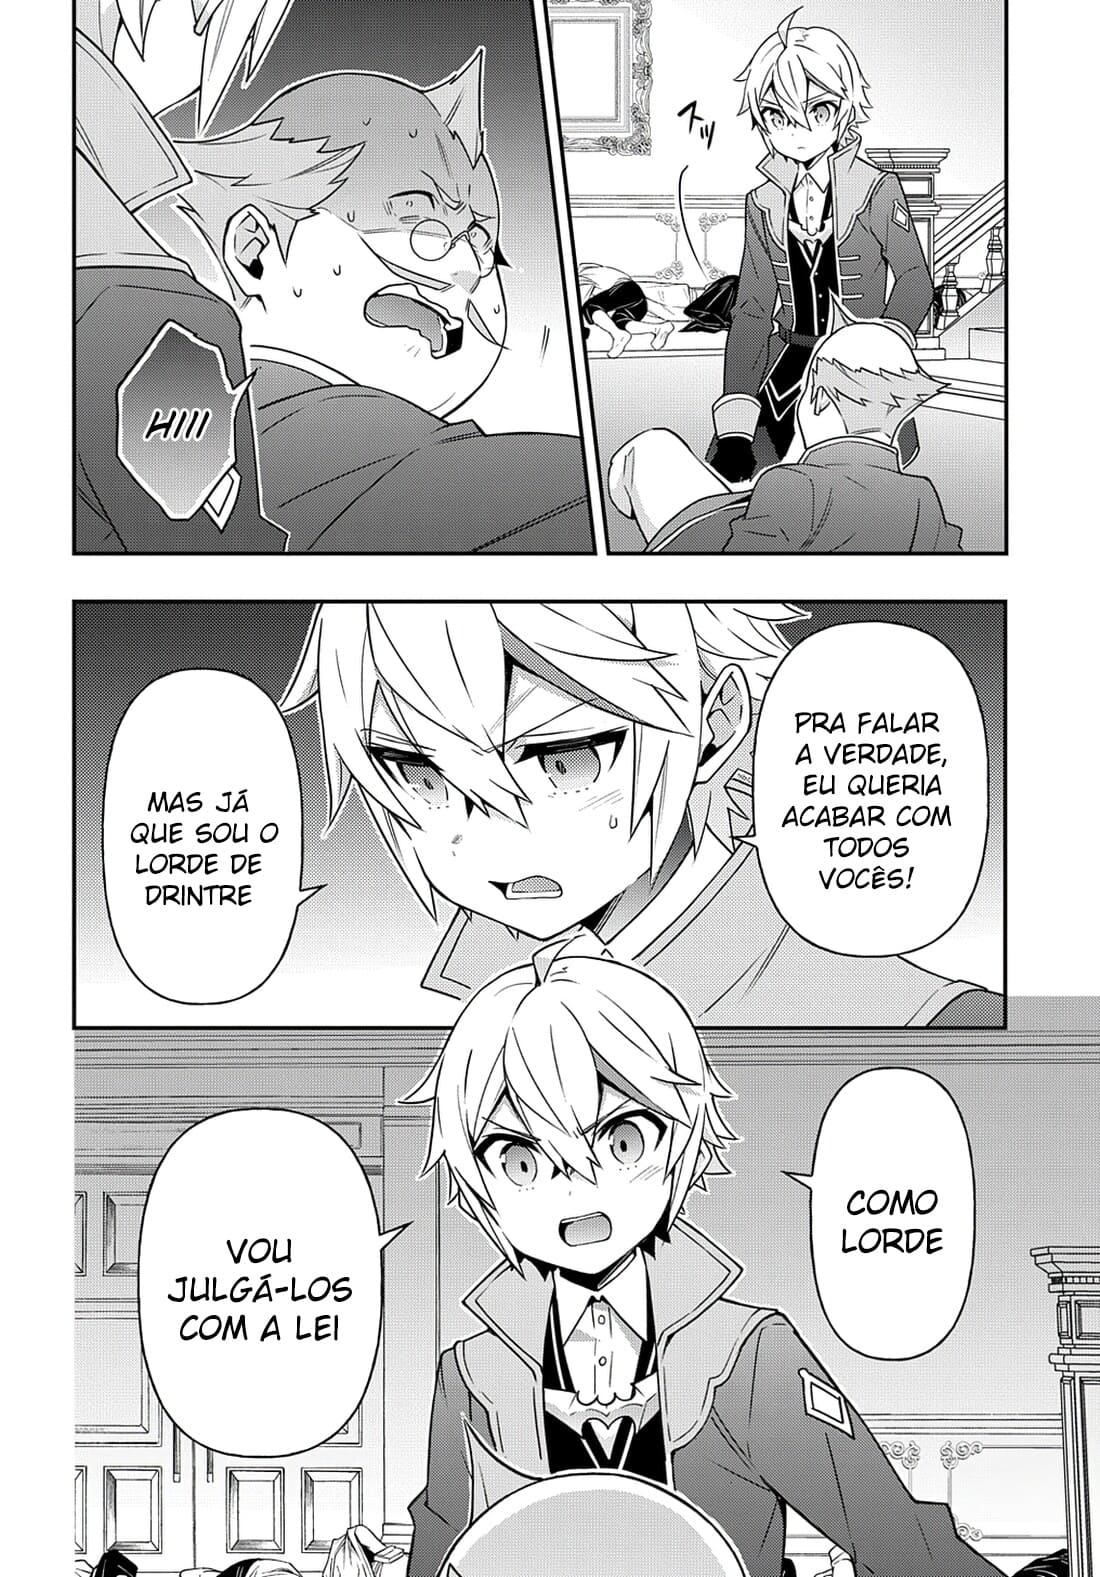 スッ
HIII
PRA FALAR
A VERDADE,
EU QUERIA
ACABAR COM
TODOS
VOCÊS!
MAS JÁ
QUE SOU O
LORDE DE
DRINTRE
COMO
LORDE
VOU
JULGÁ-LOS
COM A LEI